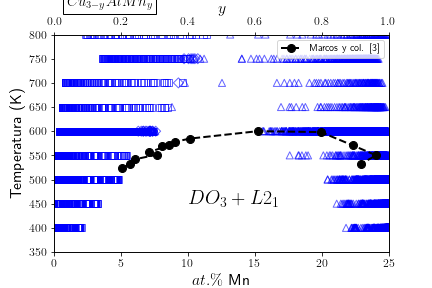 Cu₃₋yAlMny
y
0.0 0.2 0.4 0.6 0.8 1.0
800
750
700
650
600
550
500
450
400
350
Temperatura (K)
Marcos y col. [3]
DO₃ + L2₁
0 5 10 15 20 25
at.% Mn